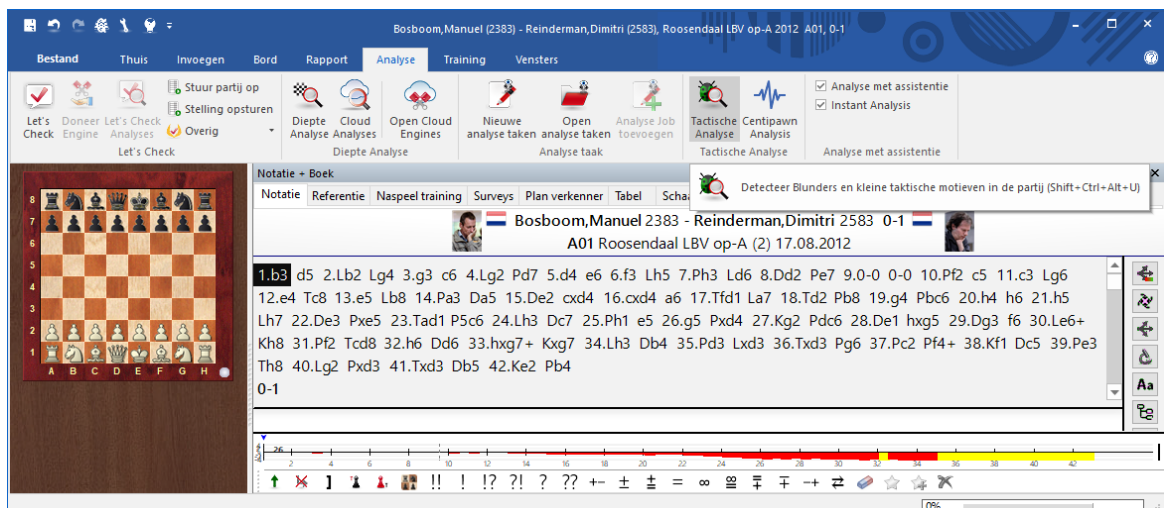 Bosboom,Manuel (2383) - Reinderman,Dimitri (2583), Roosendaal LBV op-A 2012 A01, 0-1
Bestand Thuis Invoegen Bord Rapport Analyse Training Vensters
Let's Check
Doneer Engine
Let's Check Analyses
Stuur partij op
Stelling opsturen
Overig
Let's Check
Diepte Analyse
Cloud Analyses
Open Cloud Engines
Diepte Analyse
Nieuwe analyse taken
Open analyse taken
Analyse Job toevoegen
Analyse taak
Tactische Analyse
Centipawn Analysis
Tactische Analyse
Analyse met assistentie
Instant Analysis
Analyse met assistentie
Notatie + Boek
Detecteer Blunders en kleine taktische motieven in de partij (Shift+Ctrl+Alt+U)
Notatie Referentie Naspeel training Surveys Plan verkenner Tabel
Bosboom,Manuel 2383 - Reinderman,Dimitri 2583 0-1
A01 Roosendaal LBV op-A (2) 17.08.2012
1.b3 d5 2.Lb2 Lg4 3.g3 c6 4.Lg2 Pd7 5.d4 e6 6.f3 Lh5 7.Ph3 Ld6 8.Dd2 Pe7 9.0-0 0-0 10.Pf2 c5 11.c3 Lg6
12.e4 Tc8 13.e5 Lb8 14.Pa3 Da5 15.De2 cxd4 16.cxd4 a6 17.Tfd1 La7 18.Td2 Pb8 19.g4 Pbc6 20.h4 h6 21.h5
Lh7 22.De3 Pxe5 23.Tad1 P5c6 24.Lh3 Dc7 25.Ph1 e5 26.g5 Pxd4 27.Kg2 Pdc6 28.De1 hxg5 29.Dg3 f6 30.Le6+
Kh8 31.Pf2 Tcd8 32.h6 Dd6 33.hxg7+ Kxg7 34.Lh3 Db4 35.Pd3 Lxd3 36.Txd3 Pg6 37.Pc2 Pf4+ 38.Kf1 Dc5 39.Pe3
Th8 40.Lg2 Pxd3 41.Txd3 Db5 42.Ke2 Pb4
0-1
8
7
6
5
4
3
2
1
A B C D E F G H
Aa
26
2 4 6 8 10 12 14 16 18 20 22 24 26 28 30 32 34 36 38 40 42
!! ! !? ?! ? ?? +- ± ⩲ = ∞ ⩱ ∓ -+
0%